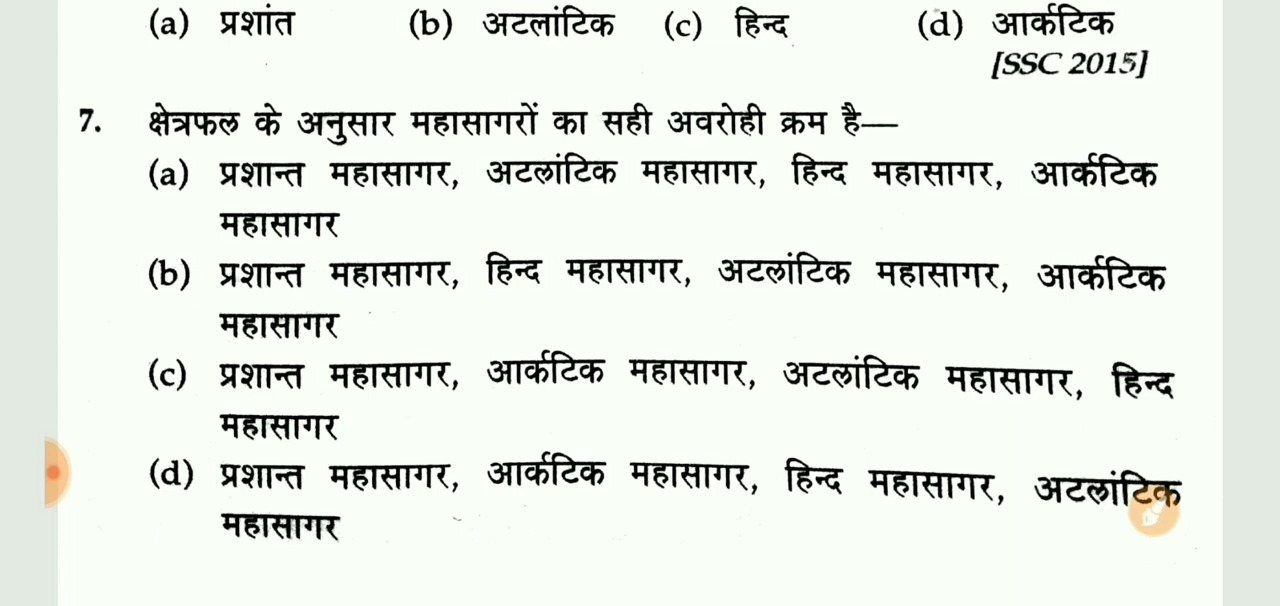 (a) प्रशांत (b) अटलांटिक (c) हिन्द (d) आर्कटिक
[SSC 2015]
7. क्षेत्रफल के अनुसार महासागरों का सही अवरोही क्रम है—
(a) प्रशान्त महासागर, अटलांटिक महासागर, हिन्द महासागर, आर्कटिक
महासागर
(b) प्रशान्त महासागर, हिन्द महासागर, अटलांटिक महासागर, आर्कटिक
महासागर
(c) प्रशान्त महासागर, आर्कटिक महासागर, अटलांटिक महासागर, हिन्द
महासागर
(d) प्रशान्त महासागर, आर्कटिक महासागर, हिन्द महासागर, अटलांटिक
महासागर